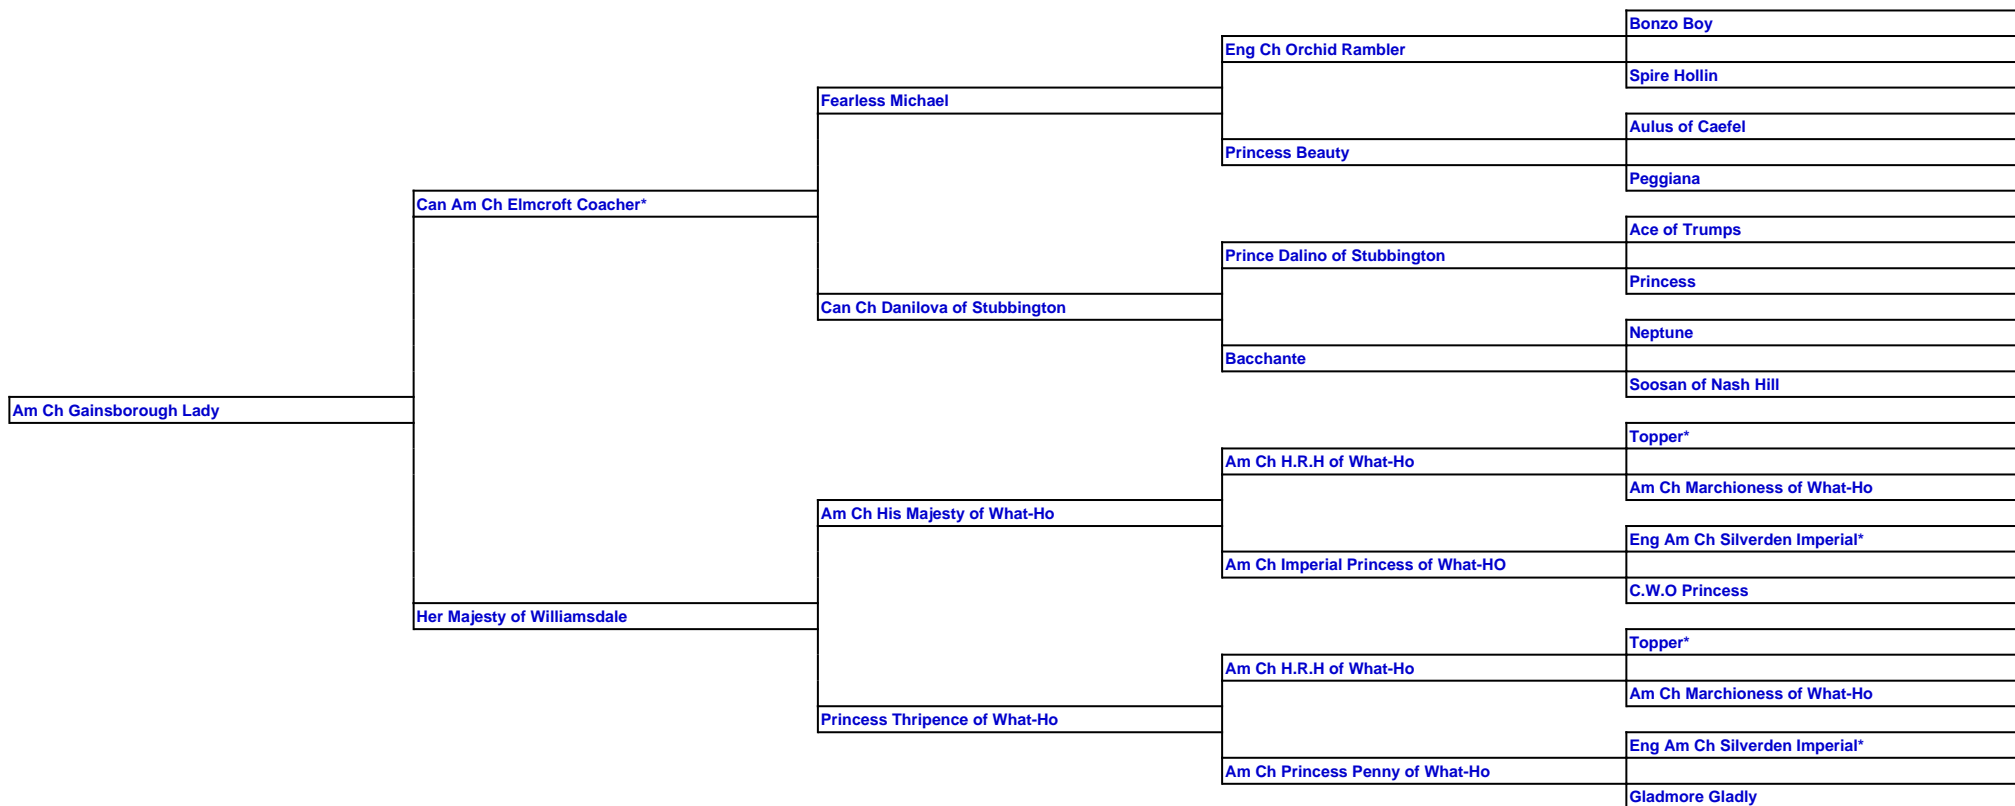 Bonzo Boy
Eng Ch Orchid Rambler
Spire Hollin
Fearless Michael
Aulus of Caefel
Princess Beauty
Peggiana
Can Am Ch Elmcroft Coacher*
Ace of Trumps
Prince Dalino of Stubbington
Princess
Can Ch Danilova of Stubbington
Neptune
Bacchante
Soosan of Nash Hill
Am Ch Gainsborough Lady
Topper*
Am Ch H.R.H of What-Ho
Am Ch Marchioness of What-Ho
Am Ch His Majesty of What-Ho
Eng Am Ch Silverden Imperial*
Am Ch Imperial Princess of What-HO
C.W.O Princess
Her Majesty of Williamsdale
Topper*
Am Ch H.R.H of What-Ho
Am Ch Marchioness of What-Ho
Princess Thripence of What-Ho
Eng Am Ch Silverden Imperial*
Am Ch Princess Penny of What-Ho
Gladmore Gladly